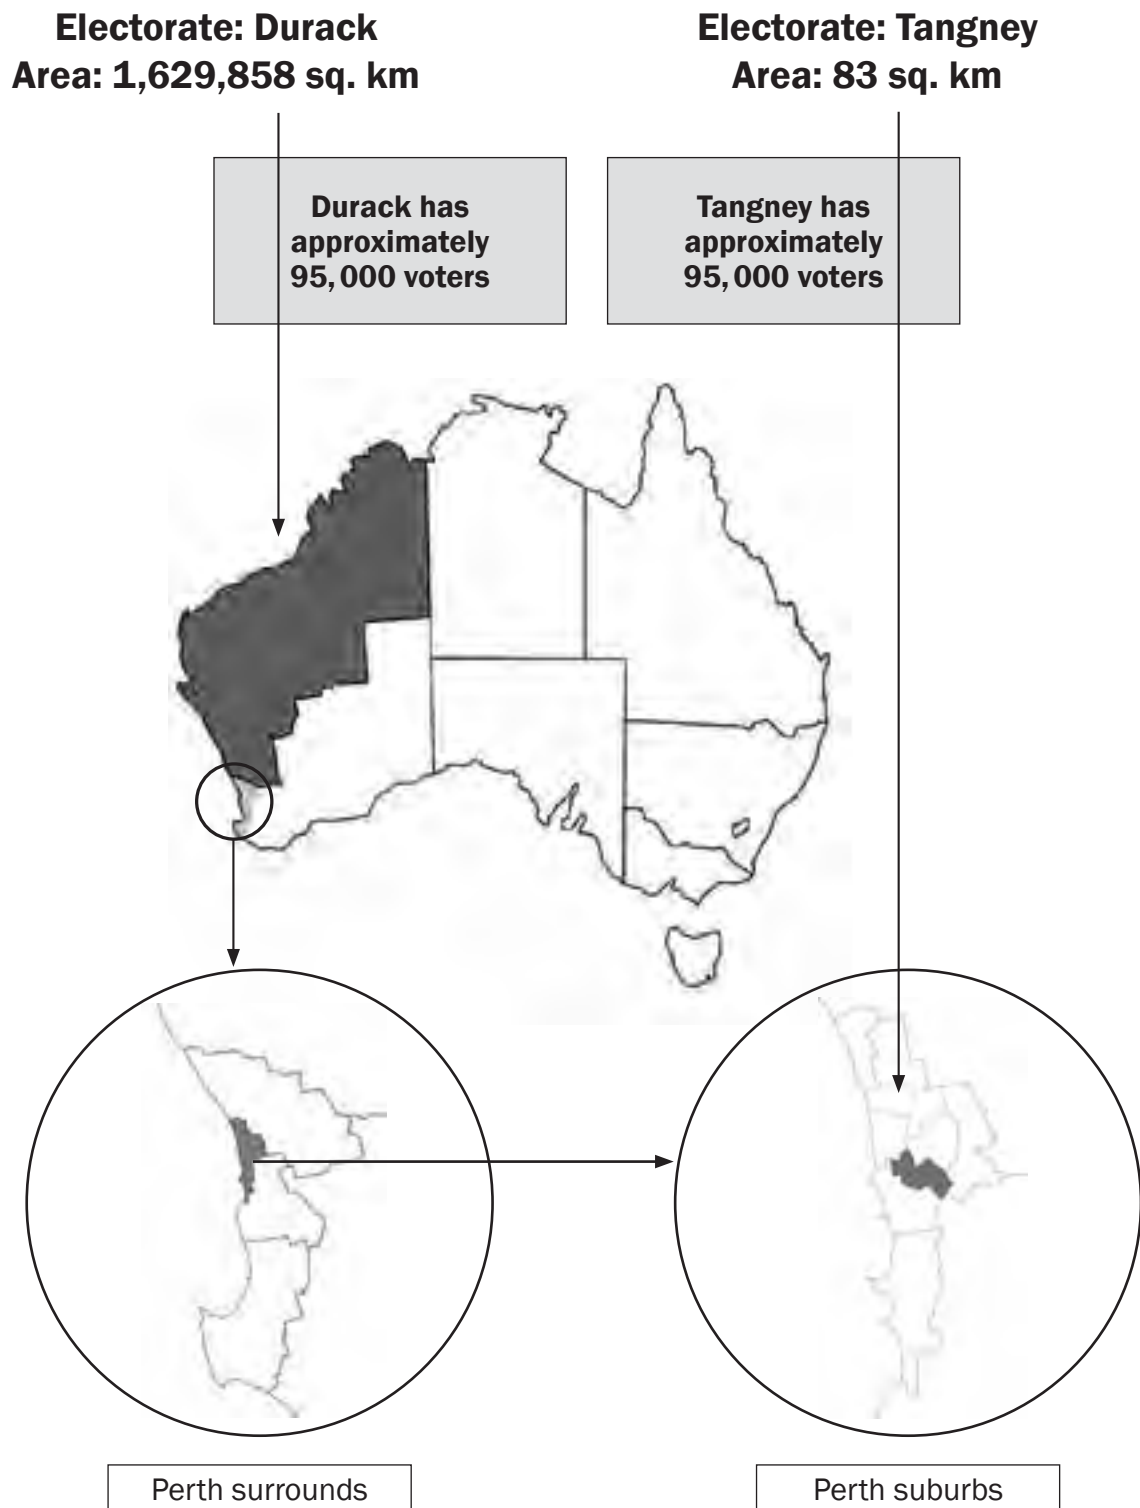 Electorate: Durack
Area: 1,629,858 sq. km
Electorate: Tangney
Area: 83 sq. km
Durack has
approximately
95,000 voters
Tangney has
approximately
95,000 voters
Perth surrounds
Perth suburbs